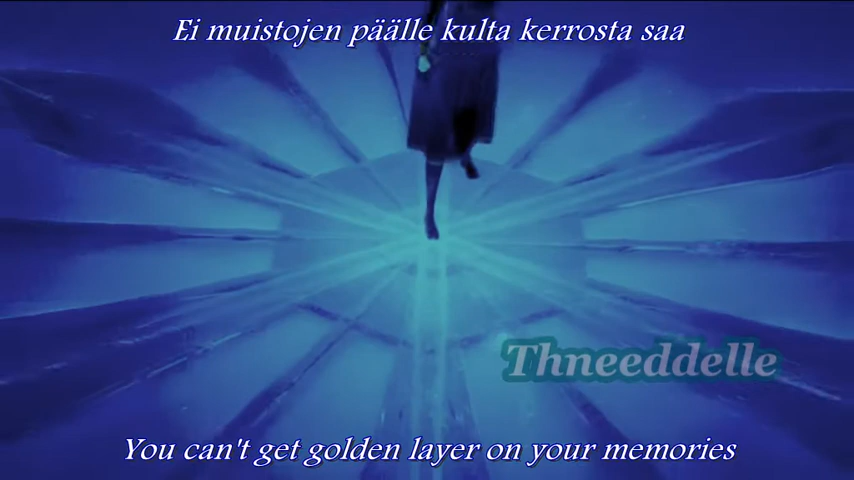 Ei muistojen päälle kulta kerrosta saa
Thneeddelle
You can't get golden layer on your memories